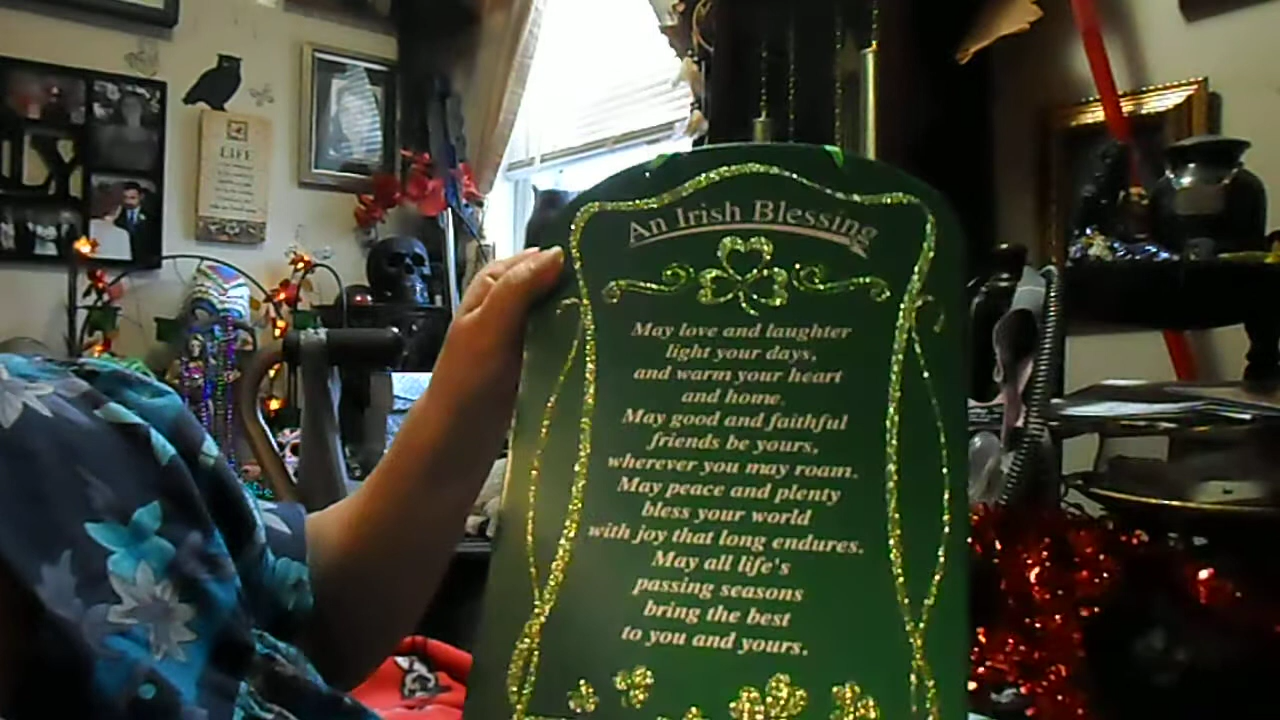 LY
LIFE
An Irish Blessing
May love and laughter
light your days,
and warm your heart
and home.
May good and faithful
friends be yours,
wherever you may roam.
May peace and plenty
bless your world
with joy that long endures.
May all life's
passing seasons
bring the best
to you and yours.